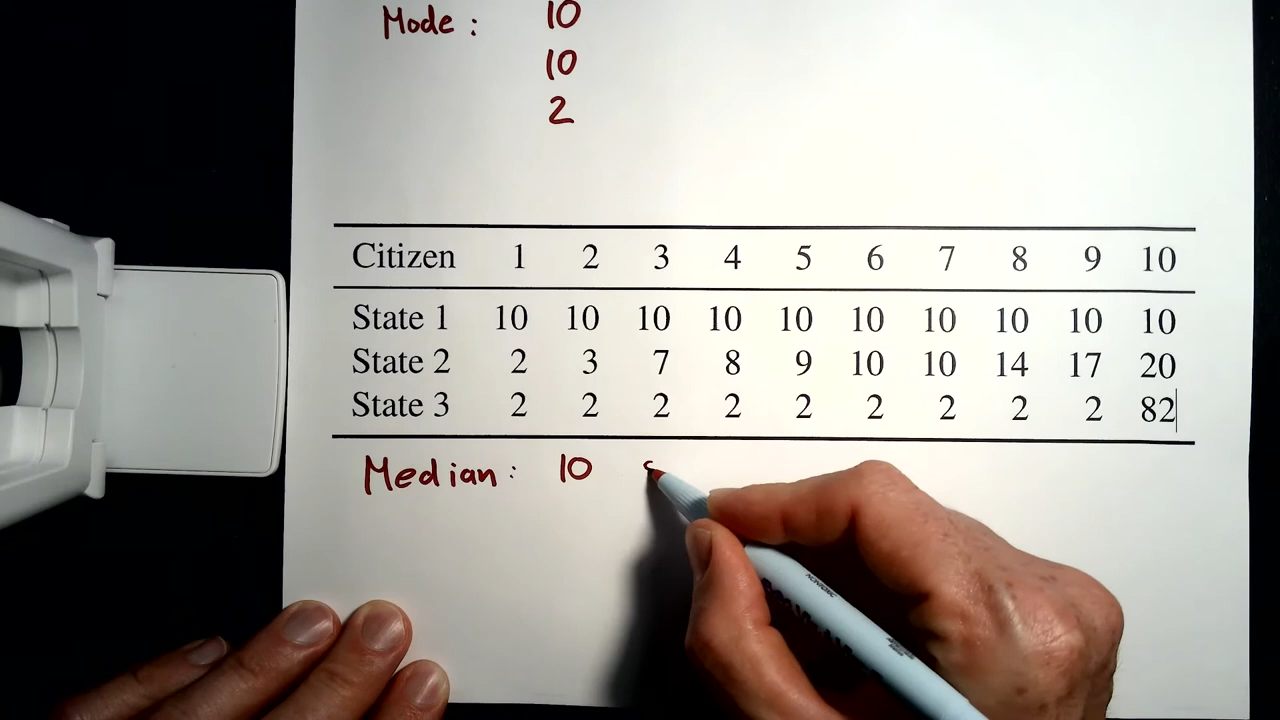 Mode : 10
10
2
Citizen 1 2 3 4 5 6 7 8 9 10
State 1 10 10 10 10 10 10 10 10 10 10
State 2 2 3 7 8 9 10 10 14 17 20
State 3 2 2 2 2 2 2 2 2 2 82
Median : 10